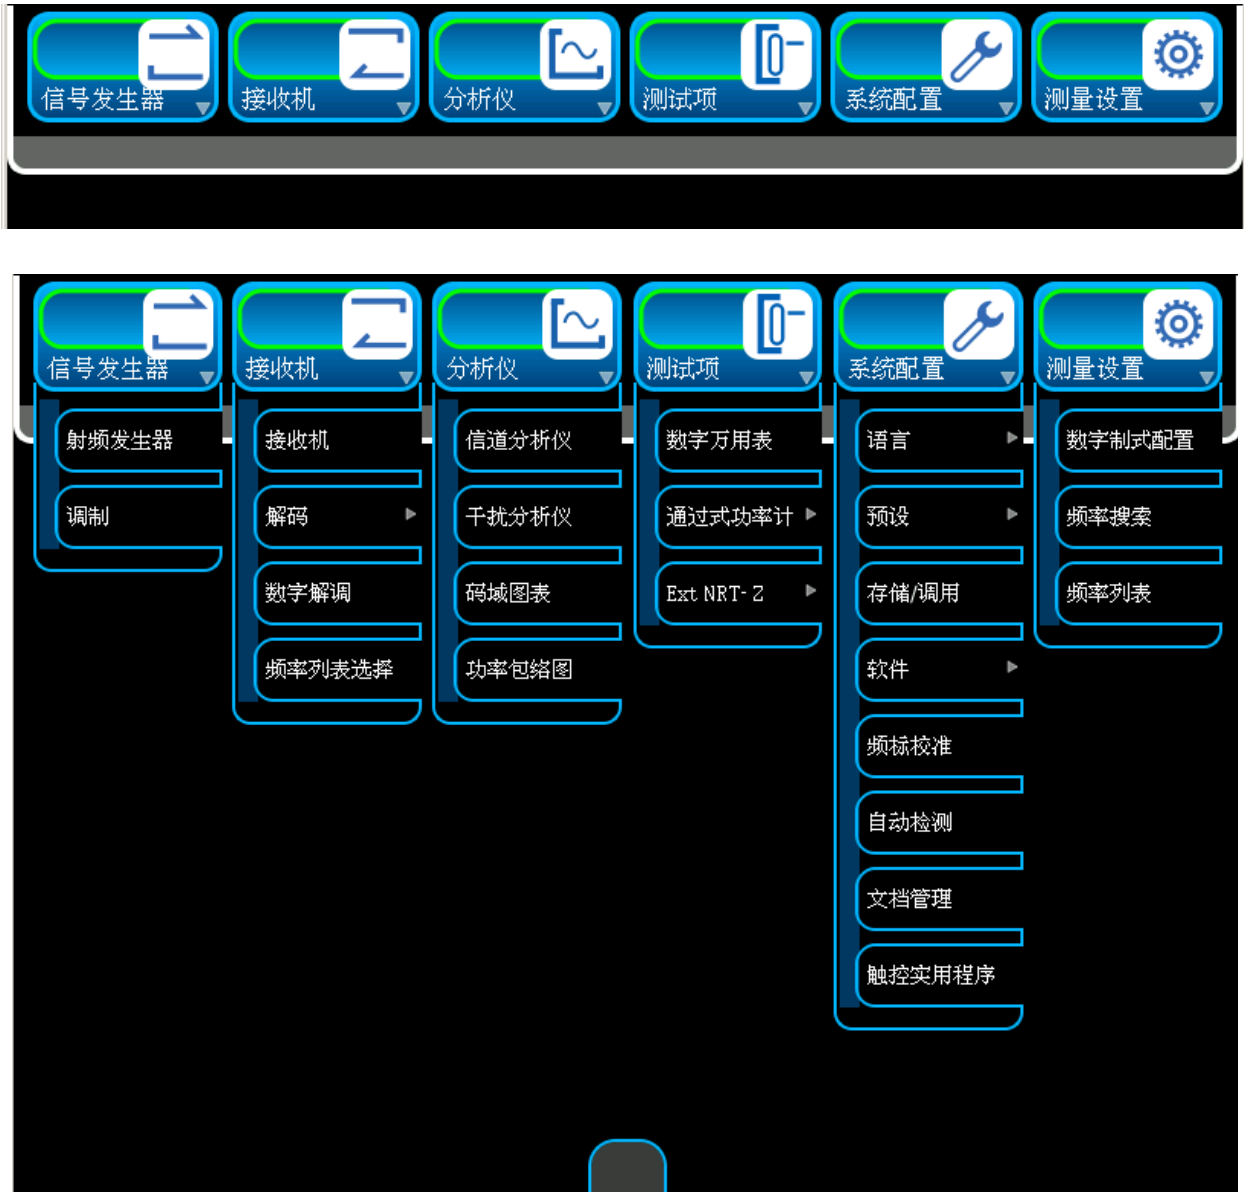 信号发生器
接收机
分析仪
测试项
系统配置
测量设置
信号发生器
接收机
分析仪
测试项
系统配置
测量设置
射频发生器
调制
接收机
解码
数字解调
频率列表选择
信道分析仪
干扰分析仪
码域图表
功率包络图
数字万用表
通过式功率计
Ext NRT- Z
语言
预设
存储/调用
软件
频标校准
自动检测
文档管理
触控实用程序
数字制式配置
频率搜索
频率列表